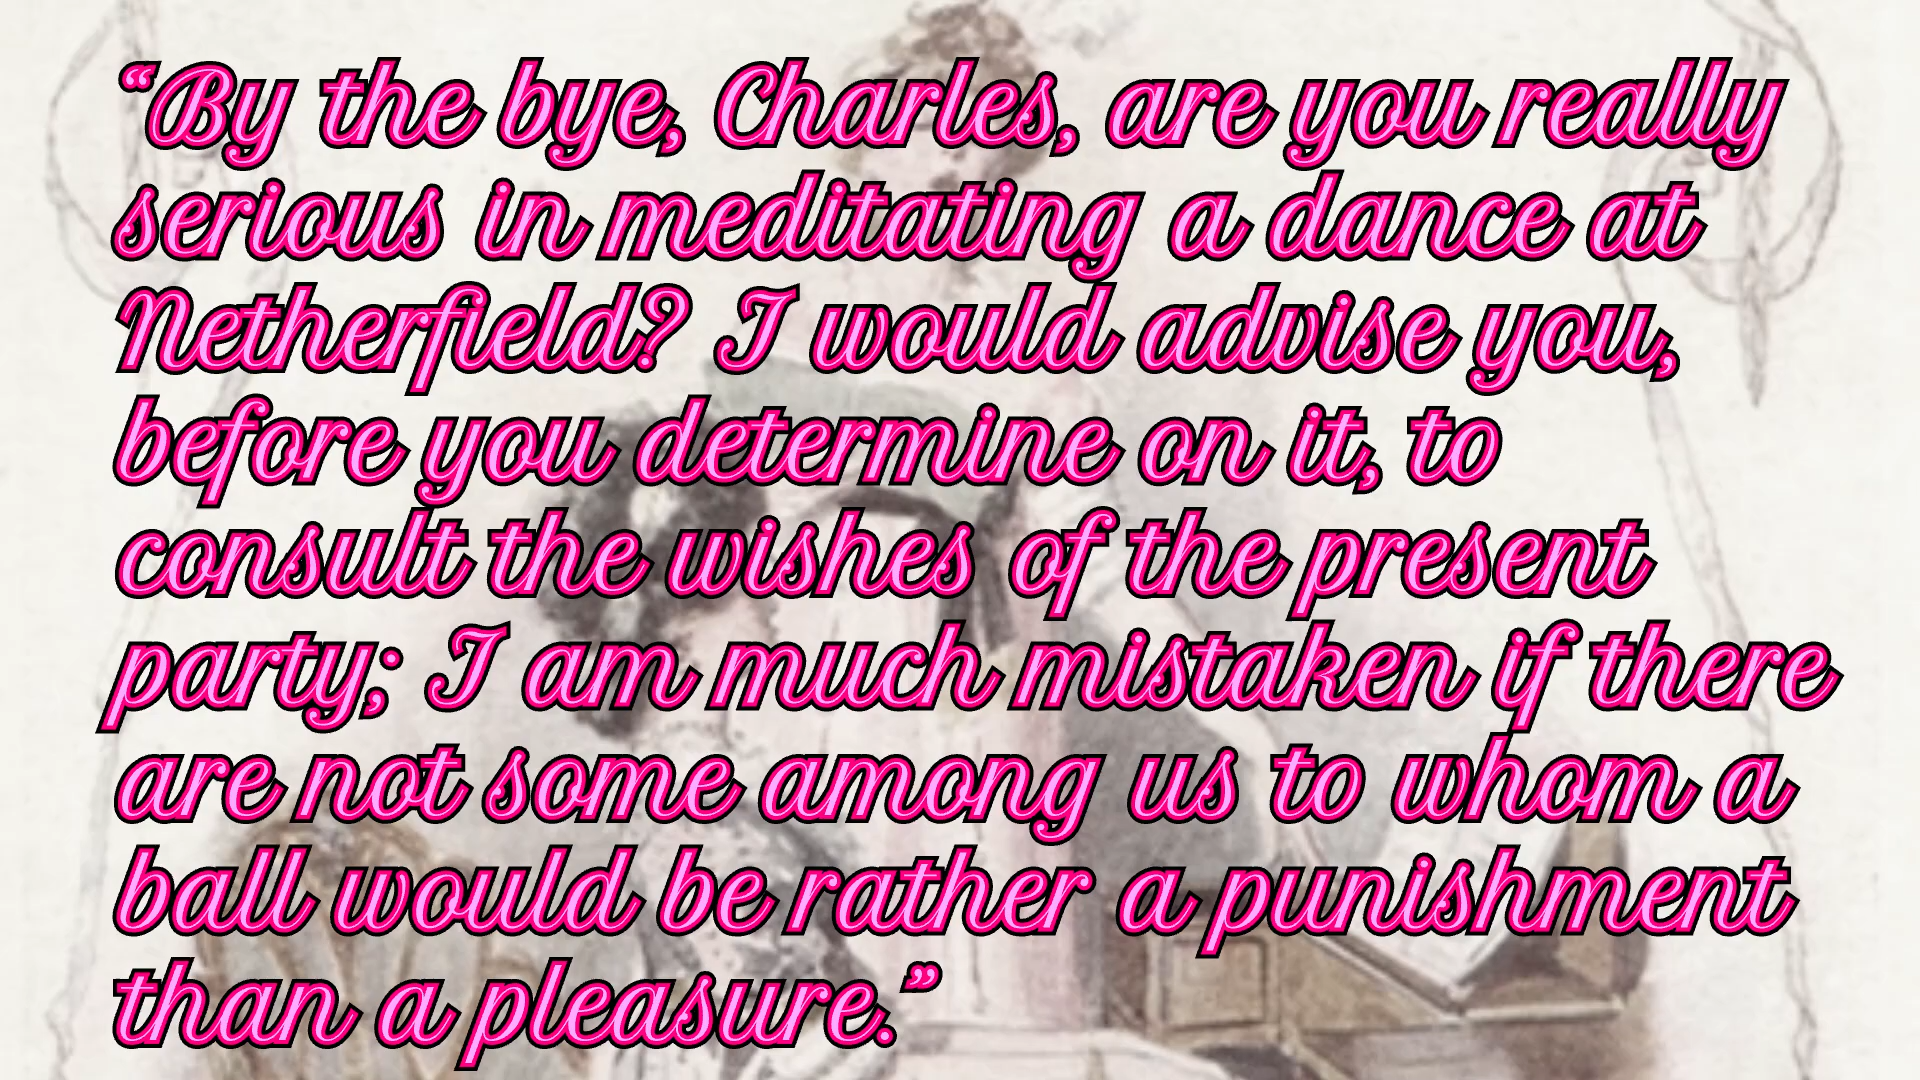 “By the bye, Charles, are you really
serious in meditating a dance at
Netherfield? I would advise you,
before you determine on it, to
consult the wishes of the present
party; I am much mistaken if there
are not some among us to whom a
ball would be rather a punishment
than a pleasure.”